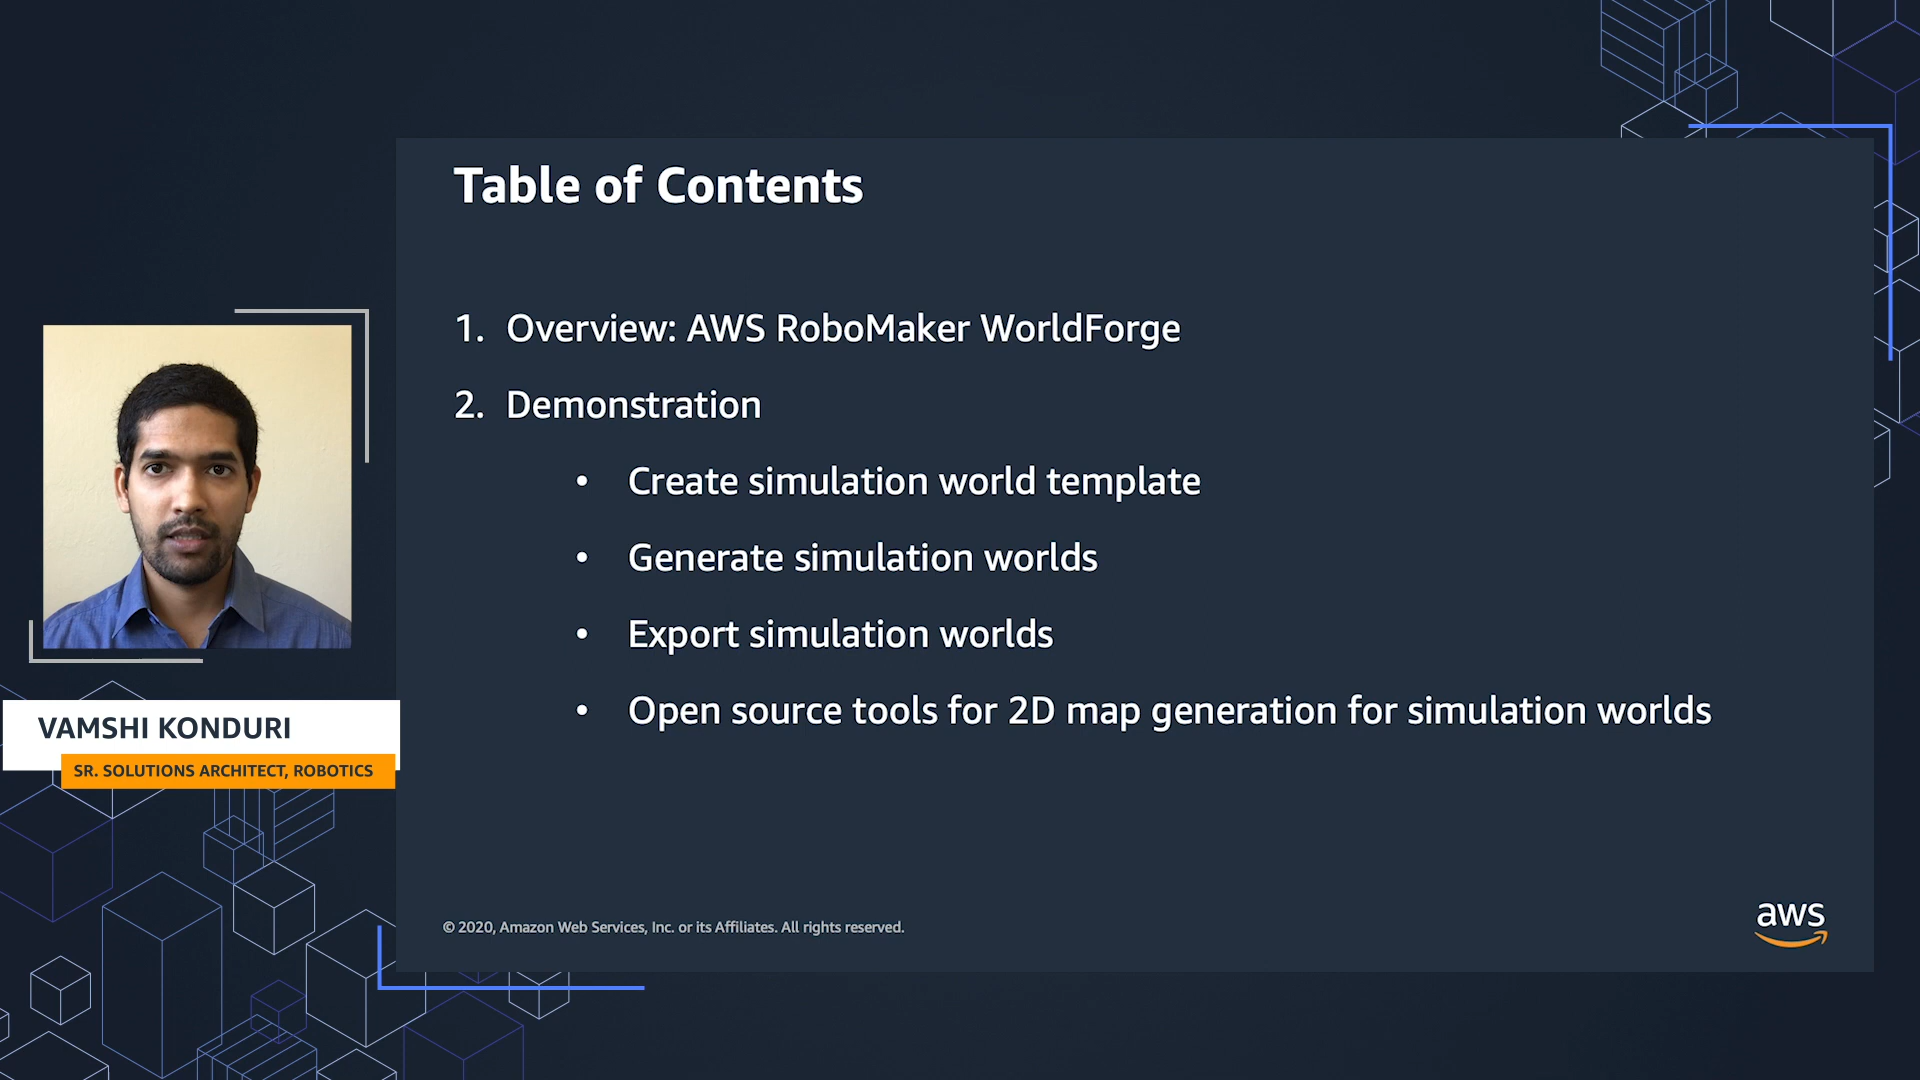 Table of Contents
1. Overview: AWS RoboMaker WorldForge
2. Demonstration
• Create simulation world template
• Generate simulation worlds
• Export simulation worlds
• Open source tools for 2D map generation for simulation worlds
VAMSHI KONDURI
SR. SOLUTIONS ARCHITECT, ROBOTICS
© 2020, Amazon Web Services, Inc. or its Affiliates. All rights reserved.
aws